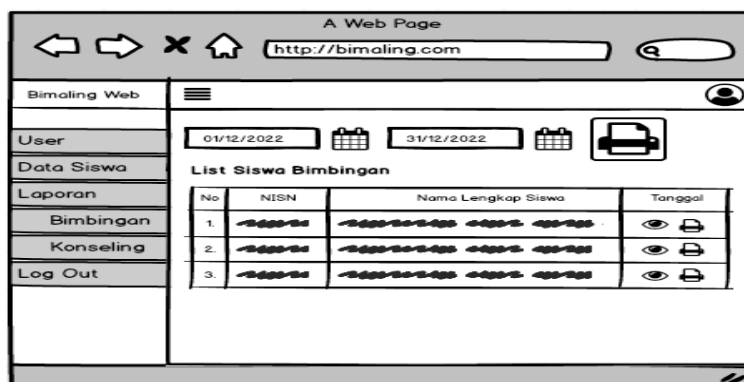 A Web Page
http://bimaling.com
Bimaling Web
User
Data Siswa
Laporan
Bimbingan
Konseling
Log Out
01/12/2022 31/12/2022
List Siswa Bimbingan
No NISN Nama Lengkap Siswa Tanggal
1.
2.
3.